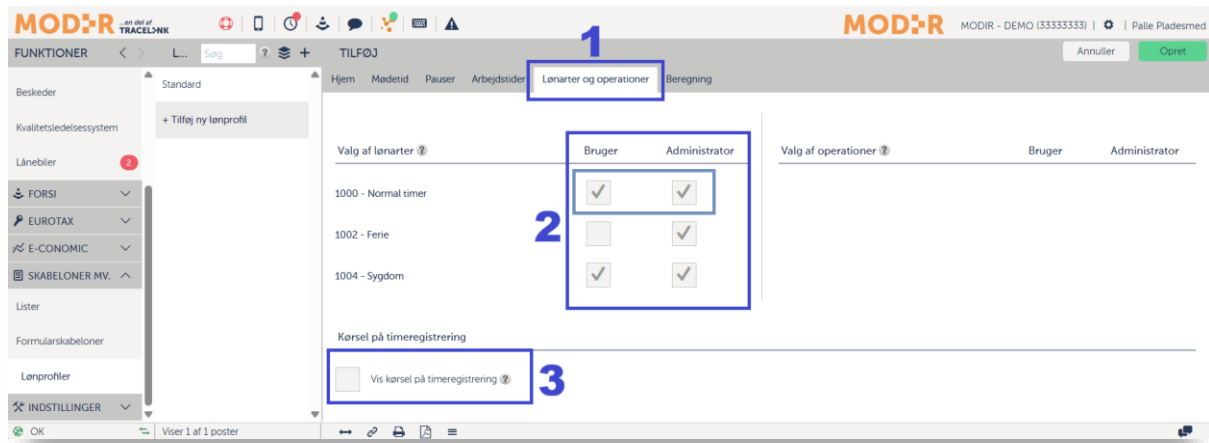 MODIR ...en del af TRACELINK
MODIR MODIR - DEMO (33333333) | | Palle Pladesmed
1
FUNKTIONER < > L... Søg ? + TILFØJ Annuller Opret
Hjem Mødetid Pauser Arbejdstider Lønarter og operationer Beregning
Beskeder
Kvalitetsledelsessystem
Lånebiler 2
FORSI
EUROTAX
E-CONOMIC
SKABELONER MV.
Lister
Formularskabeloner
Lønprofiler
INDSTILLINGER
OK
Standard
+ Tilføj ny lønprofil
Viser 1 af 1 poster
Valg af lønarter ? Bruger Administrator
1000 - Normal timer
2
1002 - Ferie
1004 - Sygdom
Valg af operationer ? Bruger Administrator
Kørsel på timeregistrering
Vis kørsel på timeregistrering ?
3